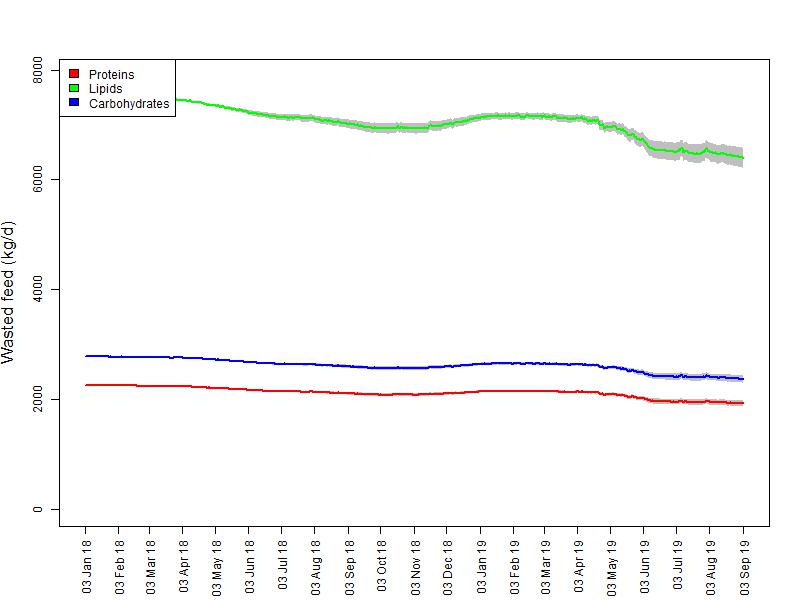 Proteins
Lipids
Carbohydrates
Wasted feed (kg/d)
8000
6000
4000
2000
0
03 Jan 18
03 Feb 18
03 Mar 18
03 Apr 18
03 May 18
03 Jun 18
03 Jul 18
03 Aug 18
03 Sep 18
03 Oct 18
03 Nov 18
03 Dec 18
03 Jan 19
03 Feb 19
03 Mar 19
03 Apr 19
03 May 19
03 Jun 19
03 Jul 19
03 Aug 19
03 Sep 19